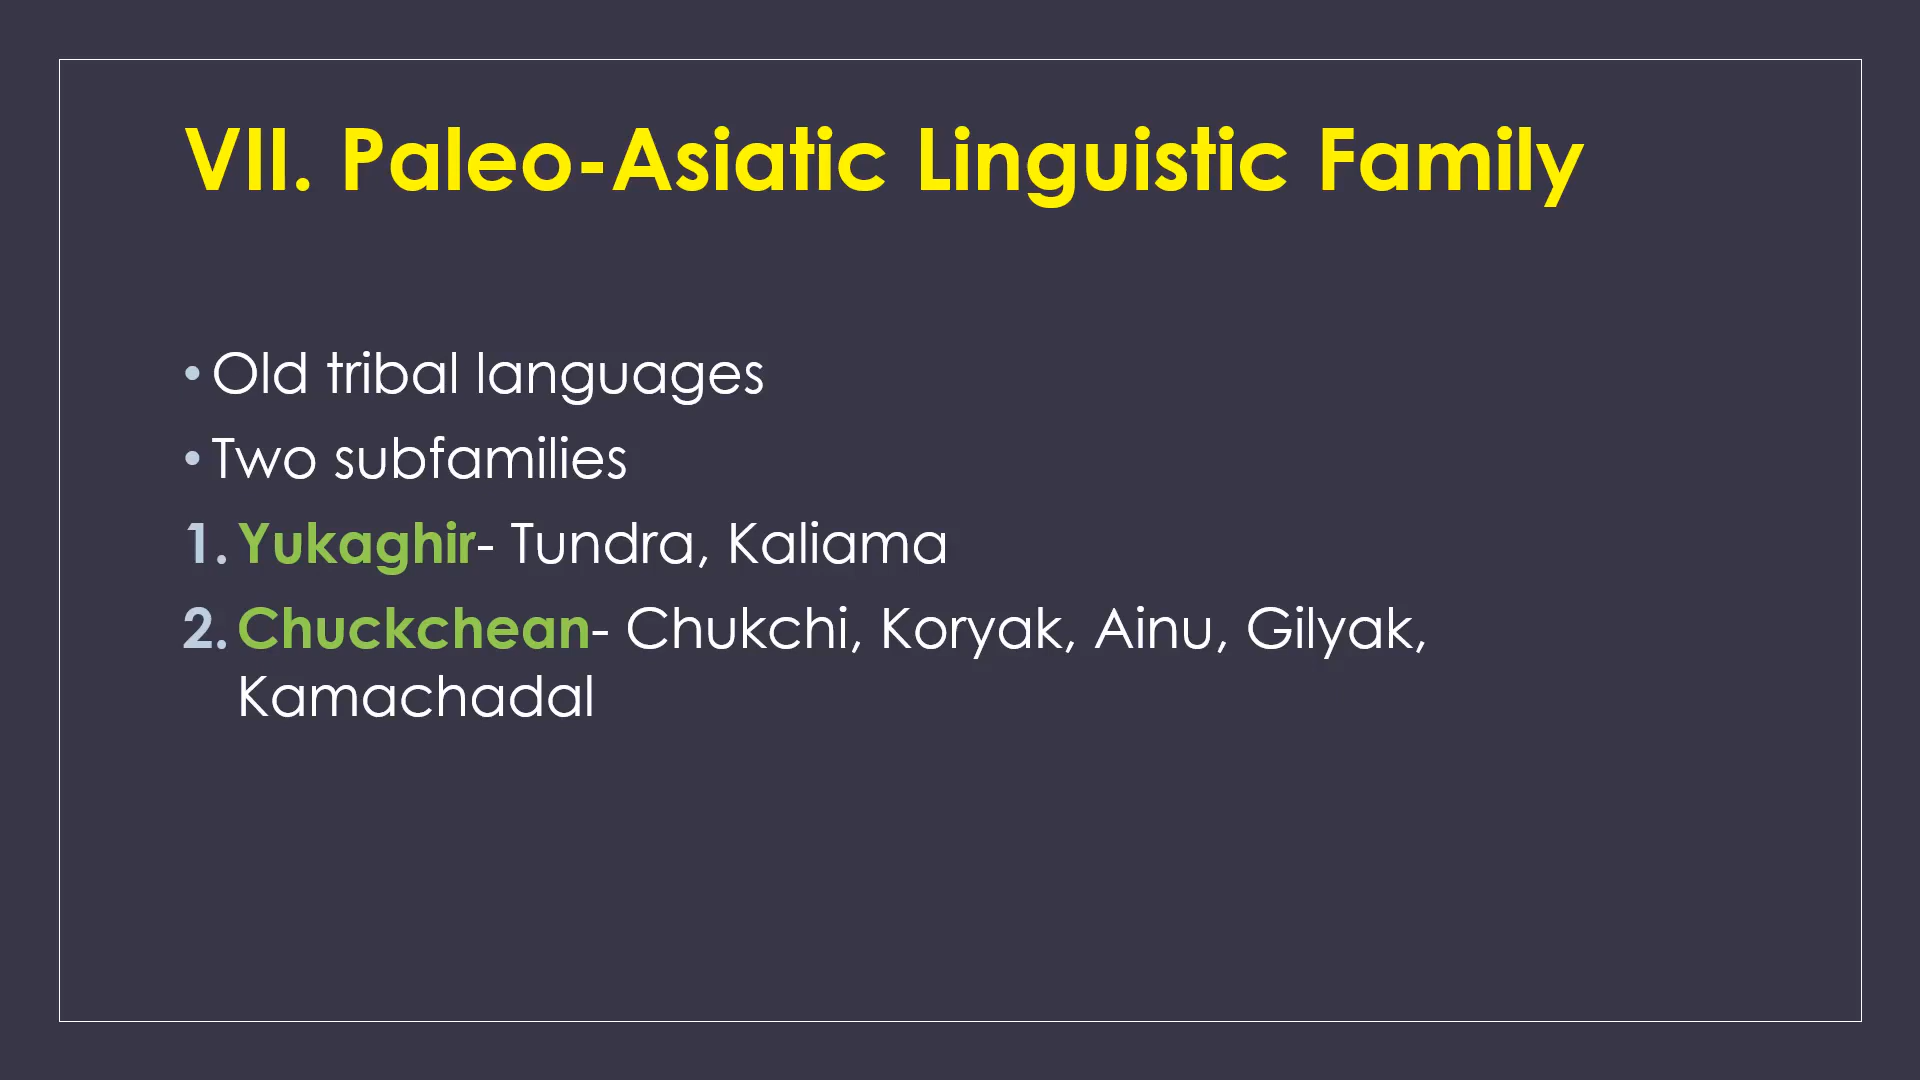 VII. Paleo-Asiatic Linguistic Family
• Old tribal languages
• Two subfamilies
1. Yukaghir- Tundra, Kaliama
2. Chuckchean- Chukchi, Koryak, Ainu, Gilyak,
Kamachadal